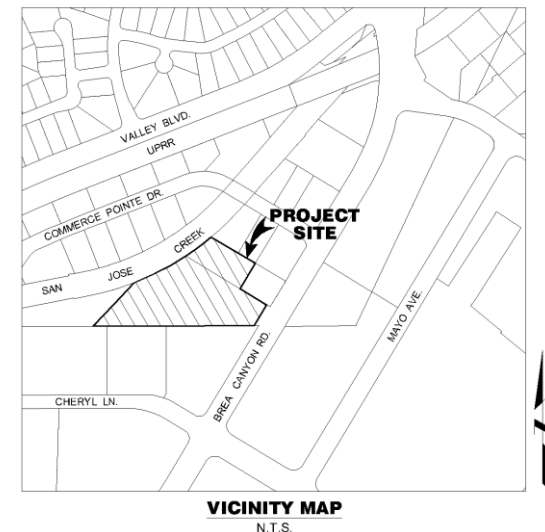 VALLEY BLVD.
UPRR
COMMERCE POINTE DR.
PROJECT
SITE
SAN JOSE CREEK
MAYO AVE.
BREA CANYON RD.
CHERYL LN.
VICINITY MAP
N.T.S.